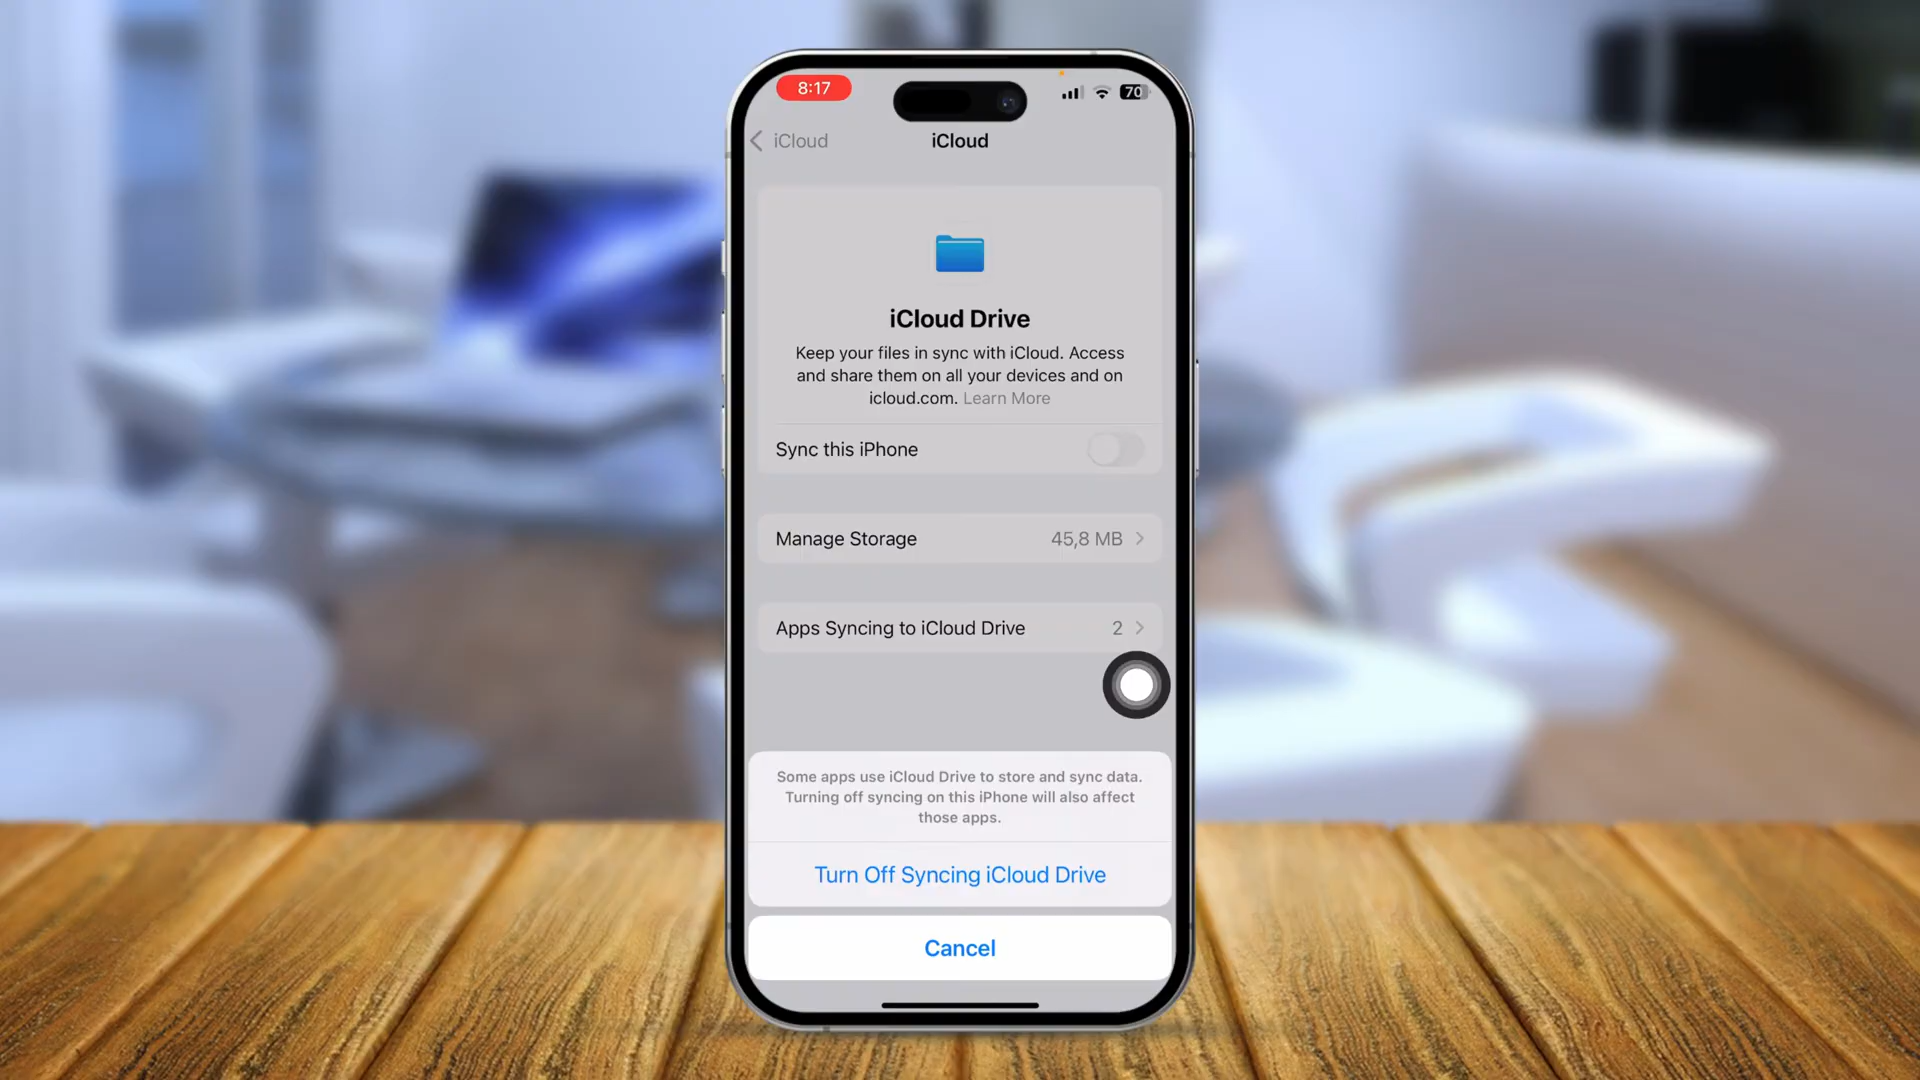 8:17
70
iCloud
iCloud
iCloud Drive
Keep your files in sync with iCloud. Access
and share them on all your devices and on
icloud.com. Learn More
Sync this iPhone
Manage Storage 45,8 MB
Apps Syncing to iCloud Drive 2
Some apps use iCloud Drive to store and sync data.
Turning off syncing on this iPhone will also affect
those apps.
Turn Off Syncing iCloud Drive
Cancel